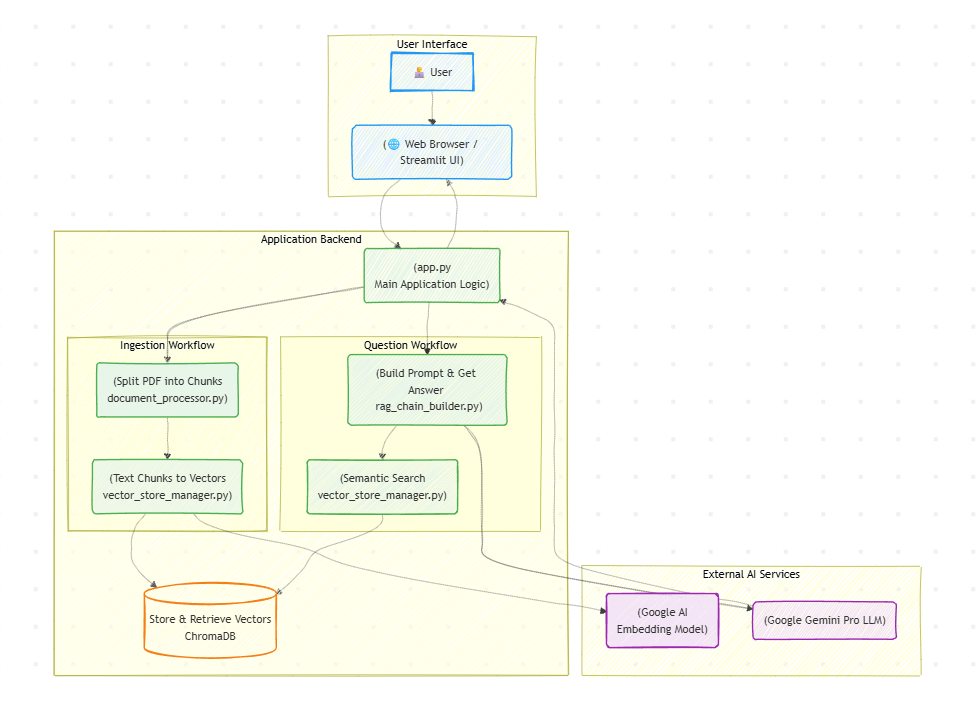 User Interface
User
( Web Browser /
Streamlit UI)
Application Backend
(app.py
Main Application Logic)
Ingestion Workflow
Question Workflow
(Split PDF into Chunks
document_processor.py)
(Build Prompt & Get
Answer
rag_chain_builder.py)
(Text Chunks to Vectors
vector_store_manager.py)
(Semantic Search
vector_store_manager.py)
External AI Services
Store & Retrieve Vectors
ChromaDB
(Google AI
Embedding Model)
(Google Gemini Pro LLM)